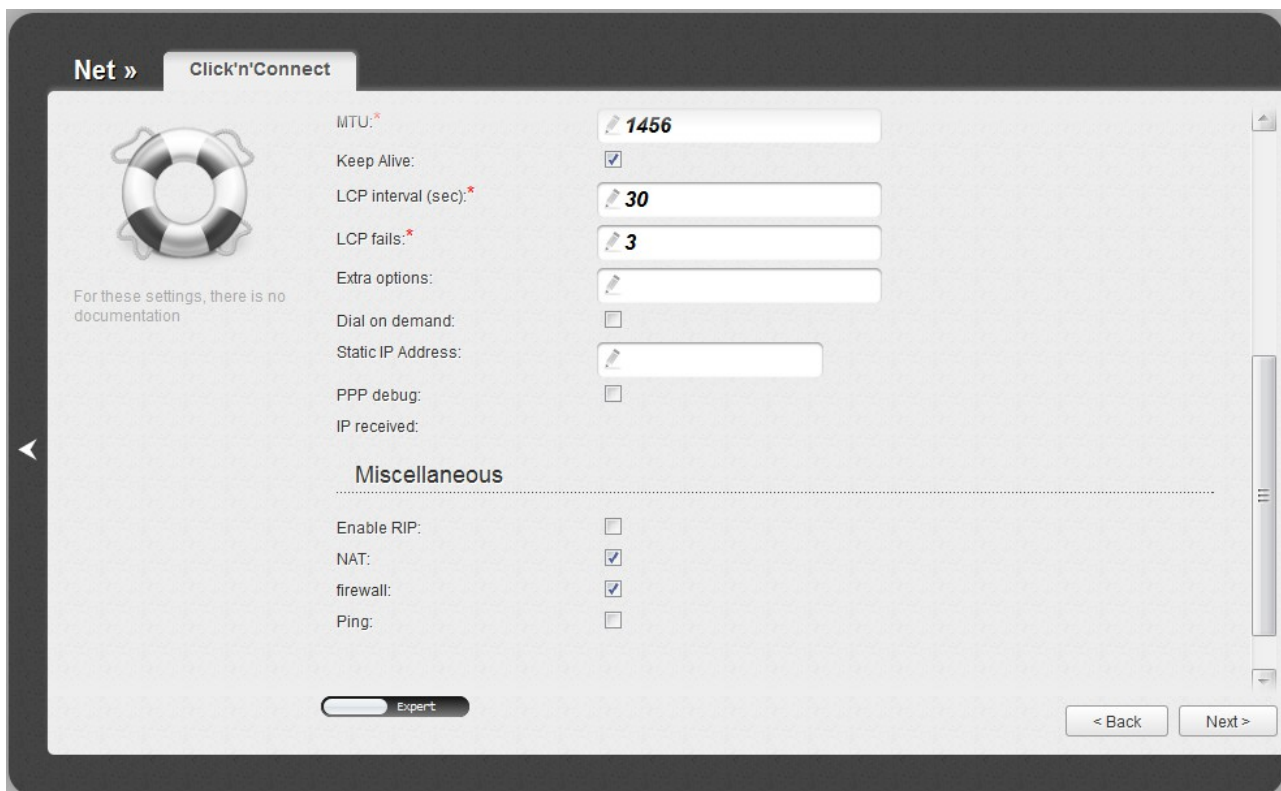 Net » Click'n'Connect
MTU:* 1456
Keep Alive:
LCP interval (sec):* 30
LCP fails:* 3
Extra options:
For these settings, there is no
documentation
Dial on demand:
Static IP Address:
PPP debug:
IP received:
Miscellaneous
Enable RIP:
NAT:
firewall:
Ping:
Expert
< Back Next >